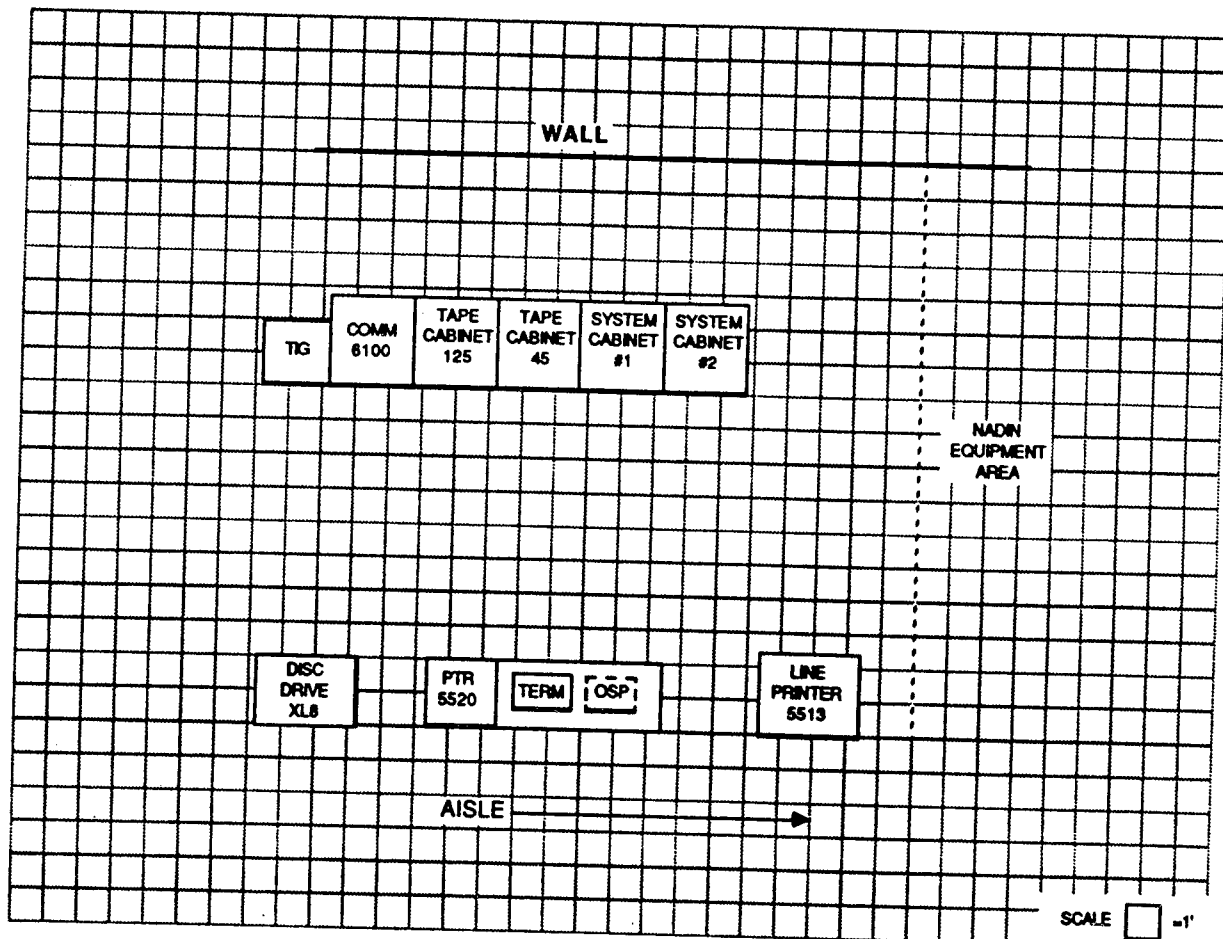 WALL
TIG
COMM
6100
TAPE
CABINET
125
TAPE
CABINET
45
SYSTEM
CABINET
#1
SYSTEM
CABINET
#2
NADIN
EQUIPMENT
AREA
DISC
DRIVE
XL8
PTR
5520
TERM
OSP
LINE
PRINTER
5513
AISLE
SCALE =1'